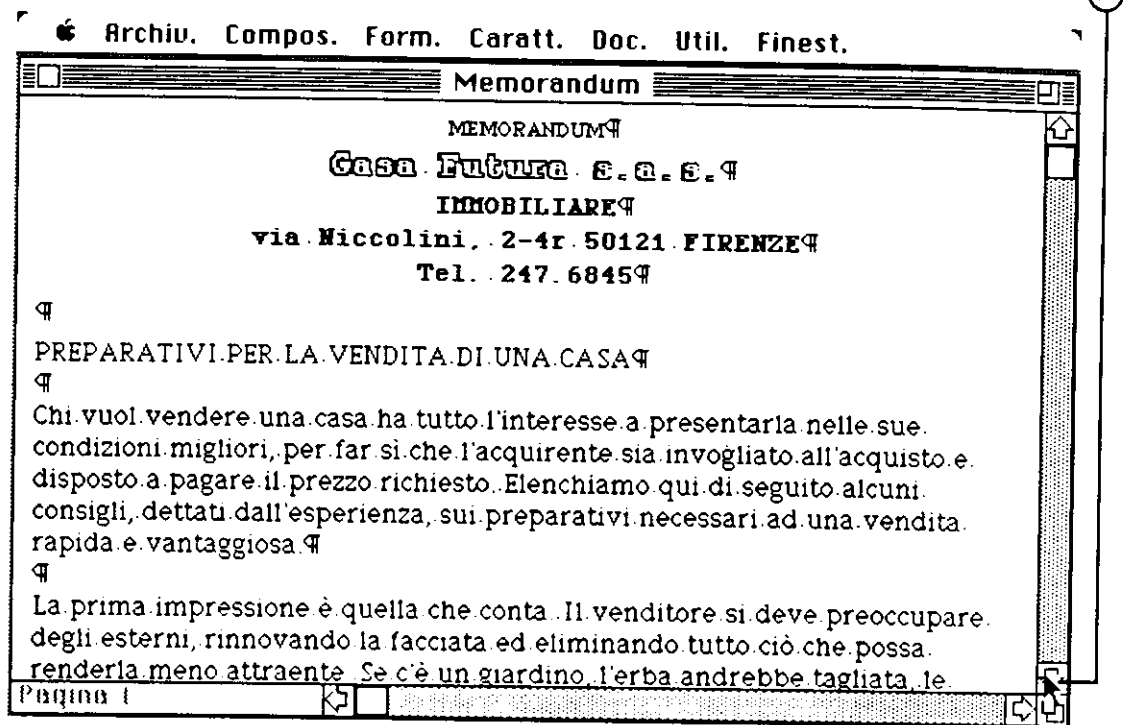 Archiv. Compos. Form. Caratt. Doc. Util. Finest.
Memorandum
MEMORANDUM¶
Casa Futura s.a.s.¶
IMMOBILIARE¶
via Niccolini, 2-4r 50121 FIRENZE¶
Tel. 247.6845¶
¶
PREPARATIVI PER LA VENDITA DI UNA CASA¶
¶
Chi vuol vendere una casa ha tutto l'interesse a presentarla nelle sue
condizioni migliori, per far sì che l'acquirente sia invogliato all'acquisto e
disposto a pagare il prezzo richiesto. Elenchiamo qui di seguito alcuni
consigli, dettati dall'esperienza, sui preparativi necessari ad una vendita
rapida e vantaggiosa.¶
¶
La prima impressione è quella che conta. Il venditore si deve preoccupare
degli esterni, rinnovando la facciata ed eliminando tutto ciò che possa
renderla meno attraente. Se c'è un giardino, l'erba andrebbe tagliata, le
Pagina 1